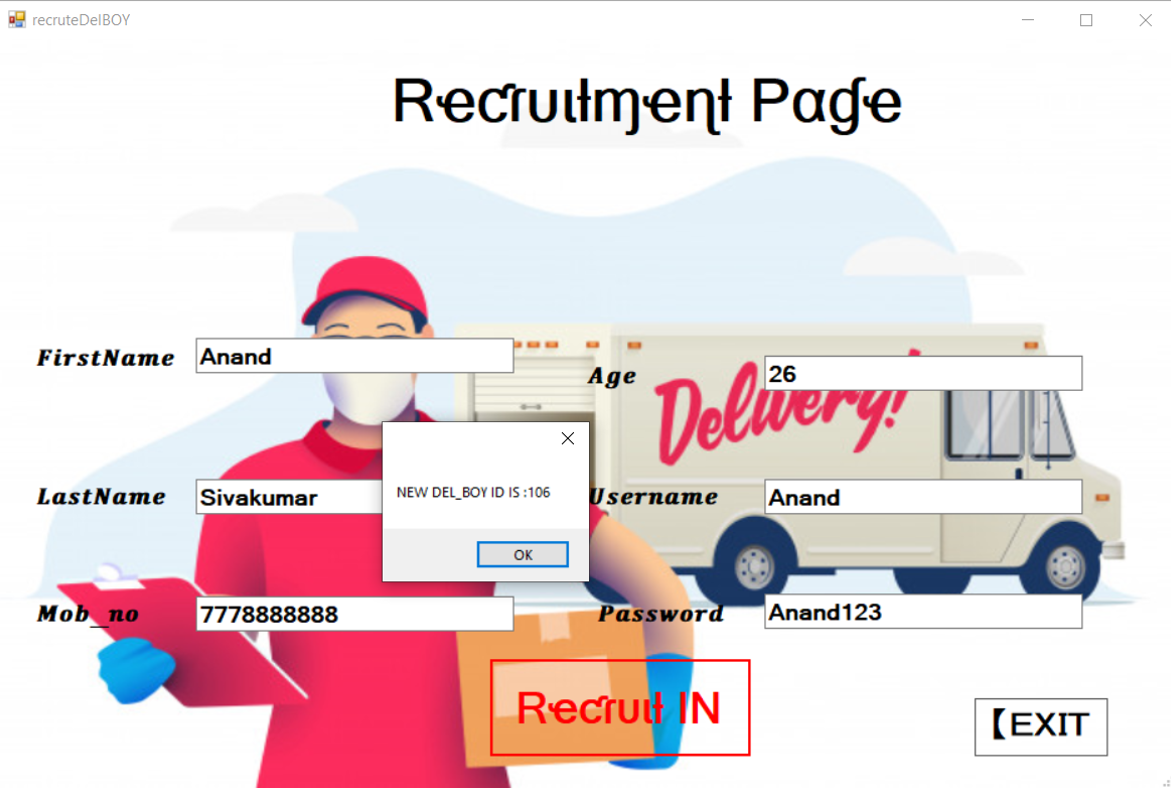 recruteDelBOY
Recruitment Page
FirstName Anand
Age 26
Delivery!
LastName Sivakumar
NEW DEL_BOY ID IS :106
OK
Username Anand
Mob_no 7778888888
Password Anand123
Recruit IN
【EXIT